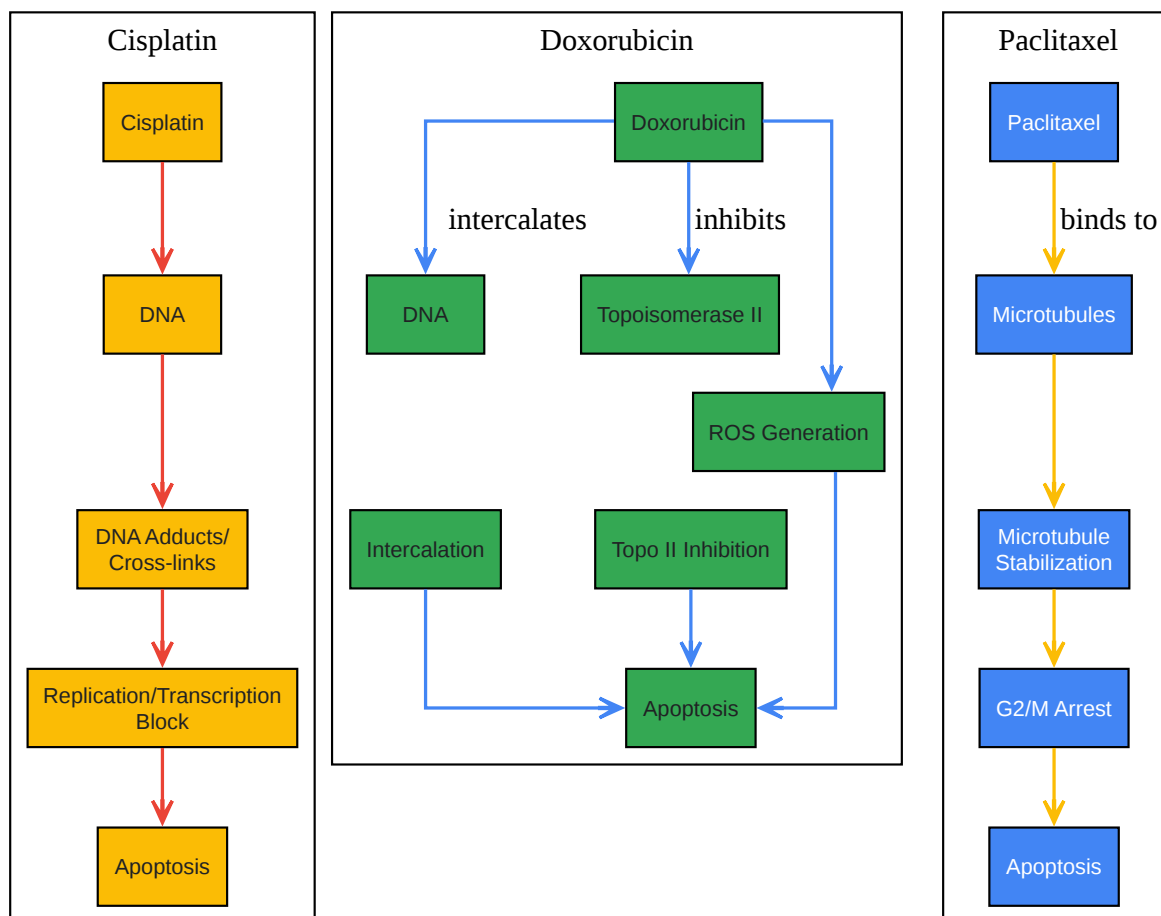 Cisplatin
Cisplatin
DNA
DNA Adducts/
Cross-links
Replication/Transcription
Block
Apoptosis
Doxorubicin
Doxorubicin
intercalates
inhibits
DNA
Topoisomerase II
ROS Generation
Intercalation
Topo II Inhibition
Apoptosis
Paclitaxel
Paclitaxel
binds to
Microtubules
Microtubule
Stabilization
G2/M Arrest
Apoptosis